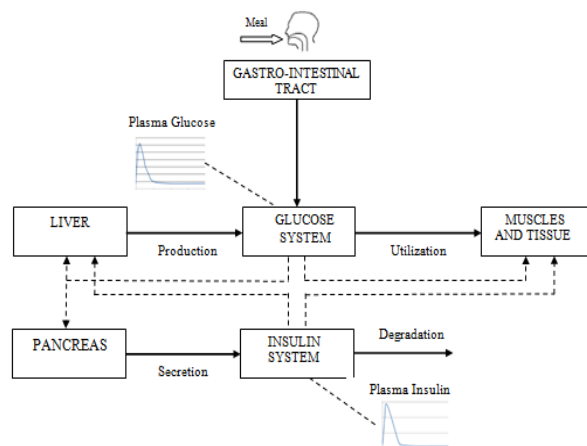 Meal
GASTRO-INTESTINAL
TRACT
Plasma Glucose
LIVER
Production
GLUCOSE
SYSTEM
Utilization
MUSCLES
AND TISSUE
PANCREAS
Secretion
INSULIN
SYSTEM
Degradation
Plasma Insulin